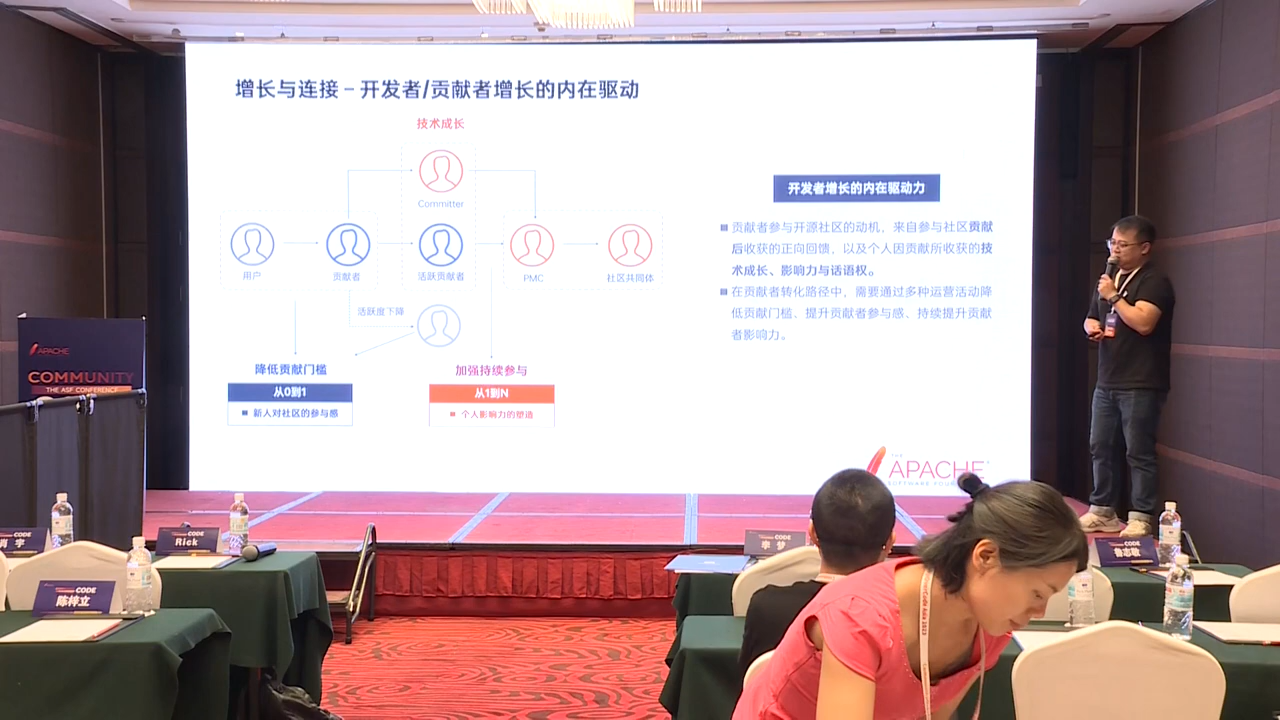 增长与连接 – 开发者/贡献者增长的内在驱动
技术成长
Committer
用户
贡献者
活跃贡献者
PMC
社区共同体
活跃度下降
降低贡献门槛
从0到1
新人对社区的参与感
加强持续参与
从1到N
个人影响力的塑造
开发者增长的内在驱动力
贡献者参与开源社区的动机，来自参与社区贡献
后收获的正向回馈，以及个人因贡献所收获的技
术成长、影响力与话语权。
在贡献者转化路径中，需要通过多种运营活动降
低贡献门槛、提升贡献者参与感、持续提升贡献
者影响力。
THE
APACHE
SOFTWARE
APACHE
COMMUNITY
THE ASF CONFERENCE
CODE
肖 宇
CODE
Rick
CODE
陈梓立
CODE
李 梦
CODE
鲁志敬